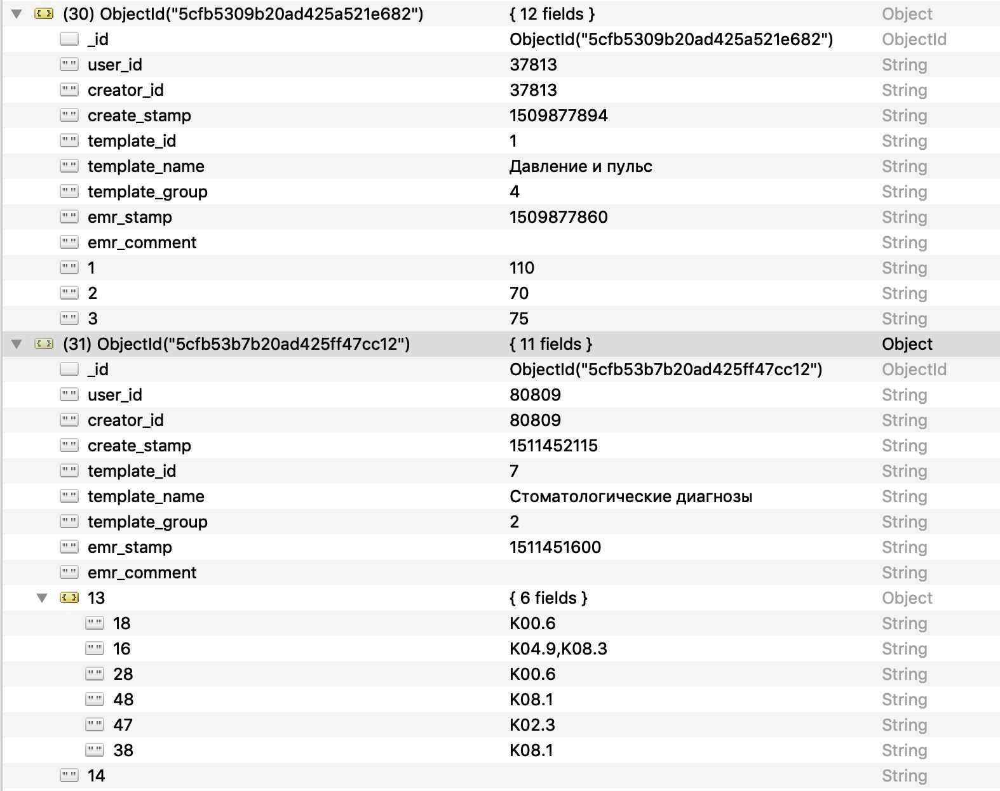 (30) ObjectId("5cfb5309b20ad425a521e682") { 12 fields } Object
_id ObjectId("5cfb5309b20ad425a521e682") ObjectId
user_id 37813 String
creator_id 37813 String
create_stamp 1509877894 String
template_id 1 String
template_name Давление и пульс String
template_group 4 String
emr_stamp 1509877860 String
emr_comment String
1 110 String
2 70 String
3 75 String
(31) ObjectId("5cfb53b7b20ad425ff47cc12") { 11 fields } Object
_id ObjectId("5cfb53b7b20ad425ff47cc12") ObjectId
user_id 80809 String
creator_id 80809 String
create_stamp 1511452115 String
template_id 7 String
template_name Стоматологические диагнозы String
template_group 2 String
emr_stamp 1511451600 String
emr_comment String
13 { 6 fields } Object
18 K00.6 String
16 K04.9,K08.3 String
28 K00.6 String
48 K08.1 String
47 K02.3 String
38 K08.1 String
14 String